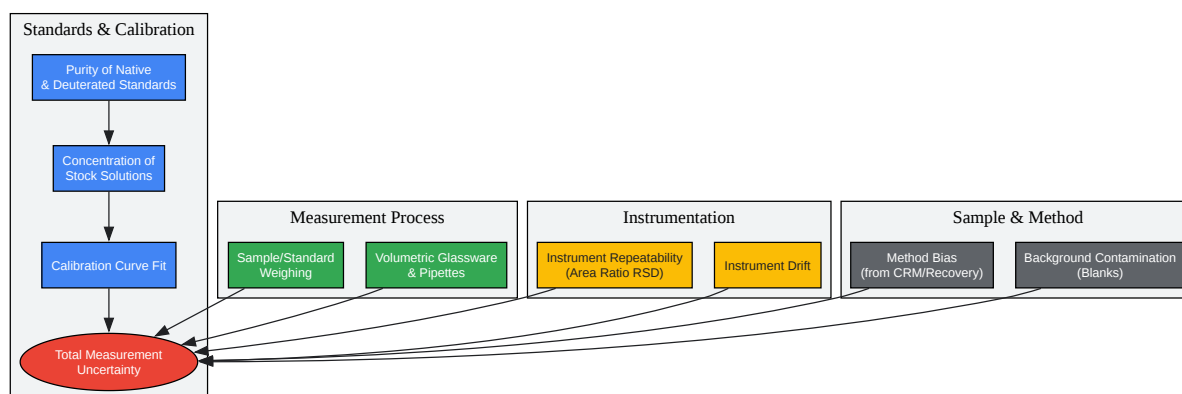 Standards & Calibration
Purity of Native
& Deuterated Standards
Concentration of
Stock Solutions
Calibration Curve Fit
Total Measurement
Uncertainty
Measurement Process
Sample/Standard
Weighing
Volumetric Glassware
& Pipettes
Instrumentation
Instrument Repeatability
(Area Ratio RSD)
Instrument Drift
Sample & Method
Method Bias
(from CRM/Recovery)
Background Contamination
(Blanks)